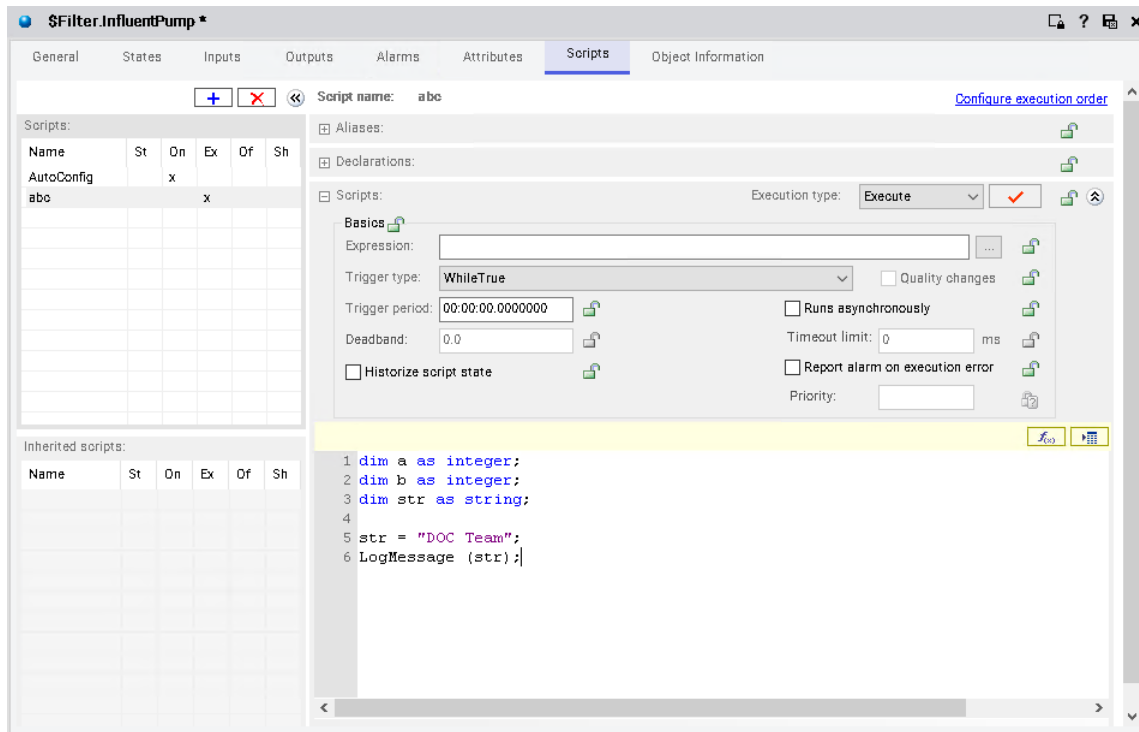 $Filter.InfluentPump *
?
General States Inputs Outputs Alarms Attributes Scripts Object Information
Script name: abc Configure execution order
Scripts:
Name St On Ex Of Sh
AutoConfig x
abc x
Inherited scripts:
Name St On Ex Of Sh
Aliases:
Declarations:
Scripts: Execution type: Execute
Basics
Expression: ...
Trigger type: WhileTrue Quality changes
Trigger period: 00:00:00.0000000 Runs asynchronously
Deadband: 0.0 Timeout limit: 0 ms
Historize script state Report alarm on execution error
Priority:
f(x)
1 dim a as integer;
2 dim b as integer;
3 dim str as string;
4
5 str = "DOC Team";
6 LogMessage (str);